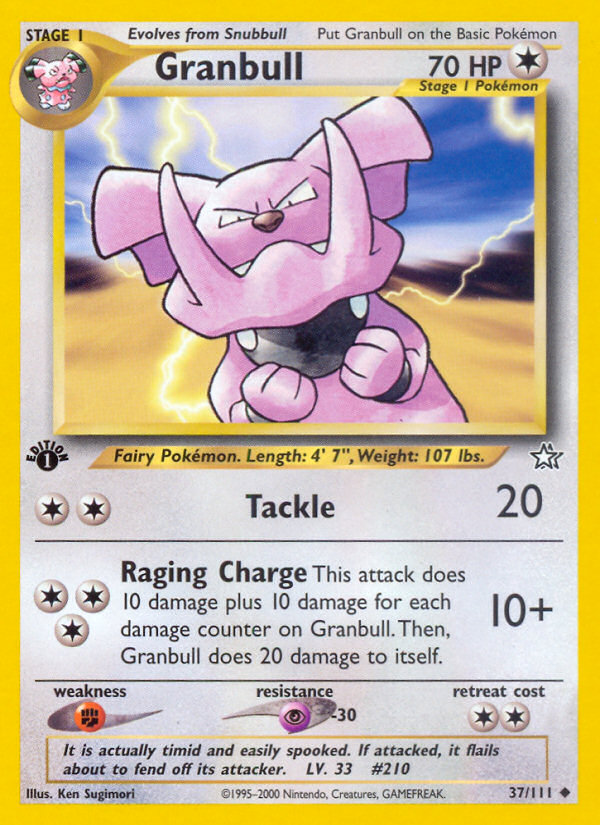 STAGE 1 Evolves from Snubbull Put Granbull on the Basic Pokémon
Granbull 70 HP
Stage 1 Pokémon
EDITION
1
Fairy Pokémon. Length: 4' 7", Weight: 107 lbs.
Tackle 20
Raging Charge This attack does
10 damage plus 10 damage for each
damage counter on Granbull. Then,
Granbull does 20 damage to itself.
10+
weakness resistance retreat cost
-30
It is actually timid and easily spooked. If attacked, it flails
about to fend off its attacker. LV. 33 #210
Illus. Ken Sugimori ©1995–2000 Nintendo, Creatures, GAMEFREAK. 37/111